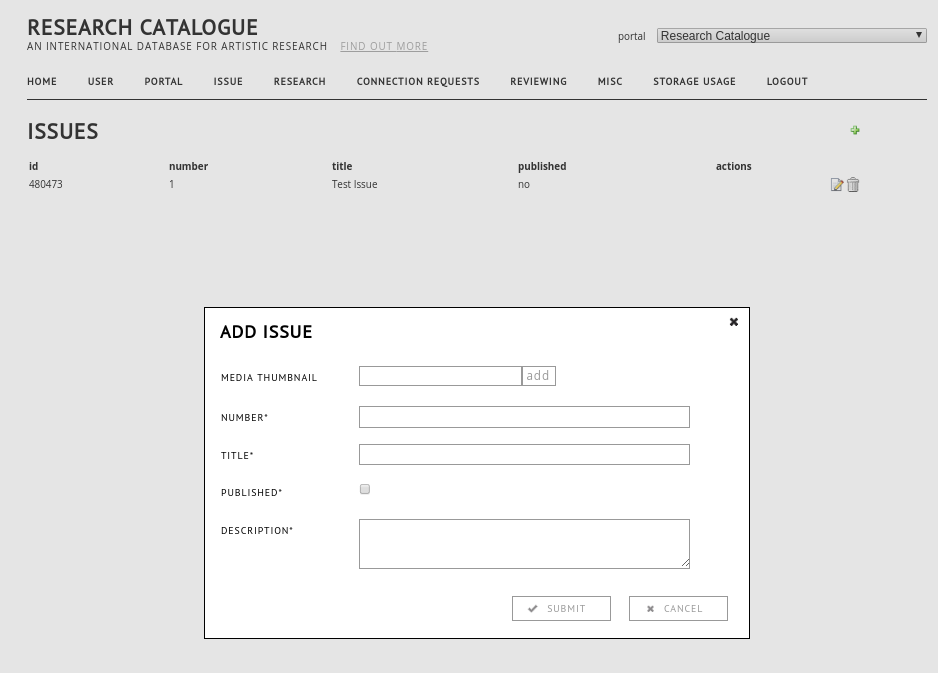 RESEARCH CATALOGUE
AN INTERNATIONAL DATABASE FOR ARTISTIC RESEARCH FIND OUT MORE
portal Research Catalogue
HOME USER PORTAL ISSUE RESEARCH CONNECTION REQUESTS REVIEWING MISC STORAGE USAGE LOGOUT
ISSUES
id number title published actions
480473 1 Test Issue no
ADD ISSUE
MEDIA THUMBNAIL add
NUMBER*
TITLE*
PUBLISHED*
DESCRIPTION*
SUBMIT CANCEL